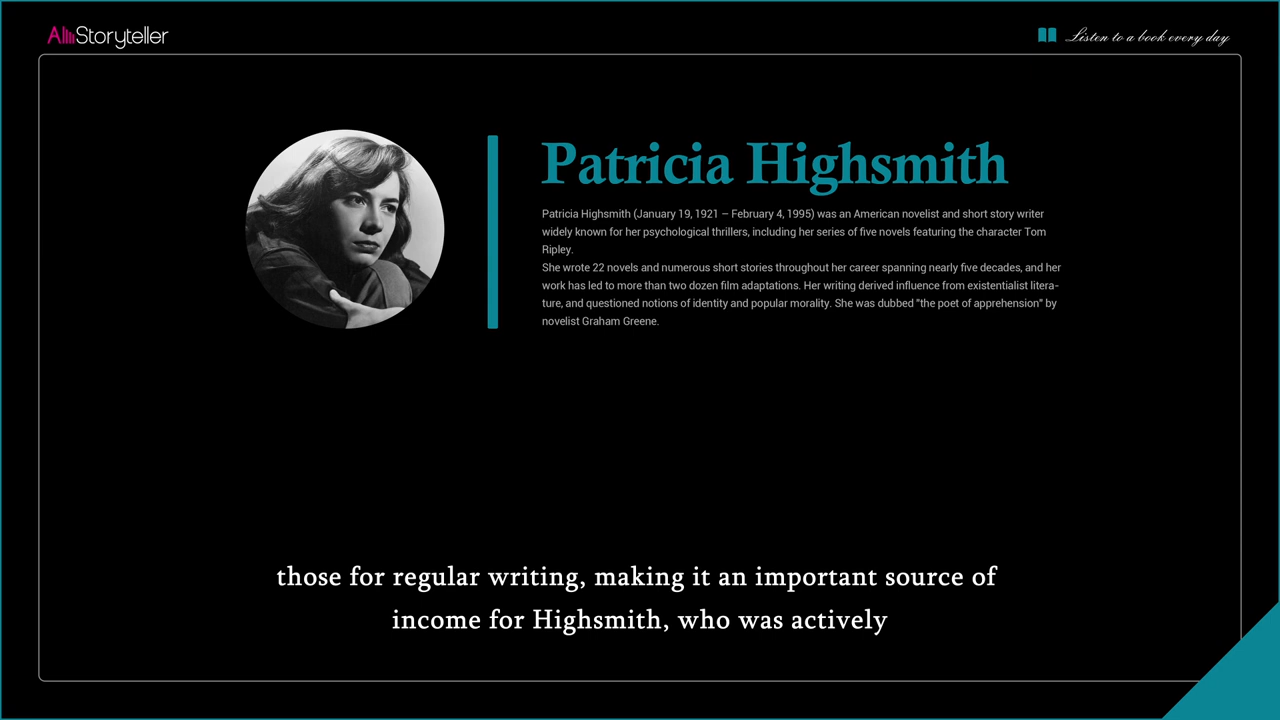 AllStoryteller
Listen to a book every day
Patricia Highsmith
Patricia Highsmith (January 19, 1921 – February 4, 1995) was an American novelist and short story writer
widely known for her psychological thrillers, including her series of five novels featuring the character Tom
Ripley.
She wrote 22 novels and numerous short stories throughout her career spanning nearly five decades, and her
work has led to more than two dozen film adaptations. Her writing derived influence from existentialist litera-
ture, and questioned notions of identity and popular morality. She was dubbed "the poet of apprehension" by
novelist Graham Greene.
those for regular writing, making it an important source of
income for Highsmith, who was actively